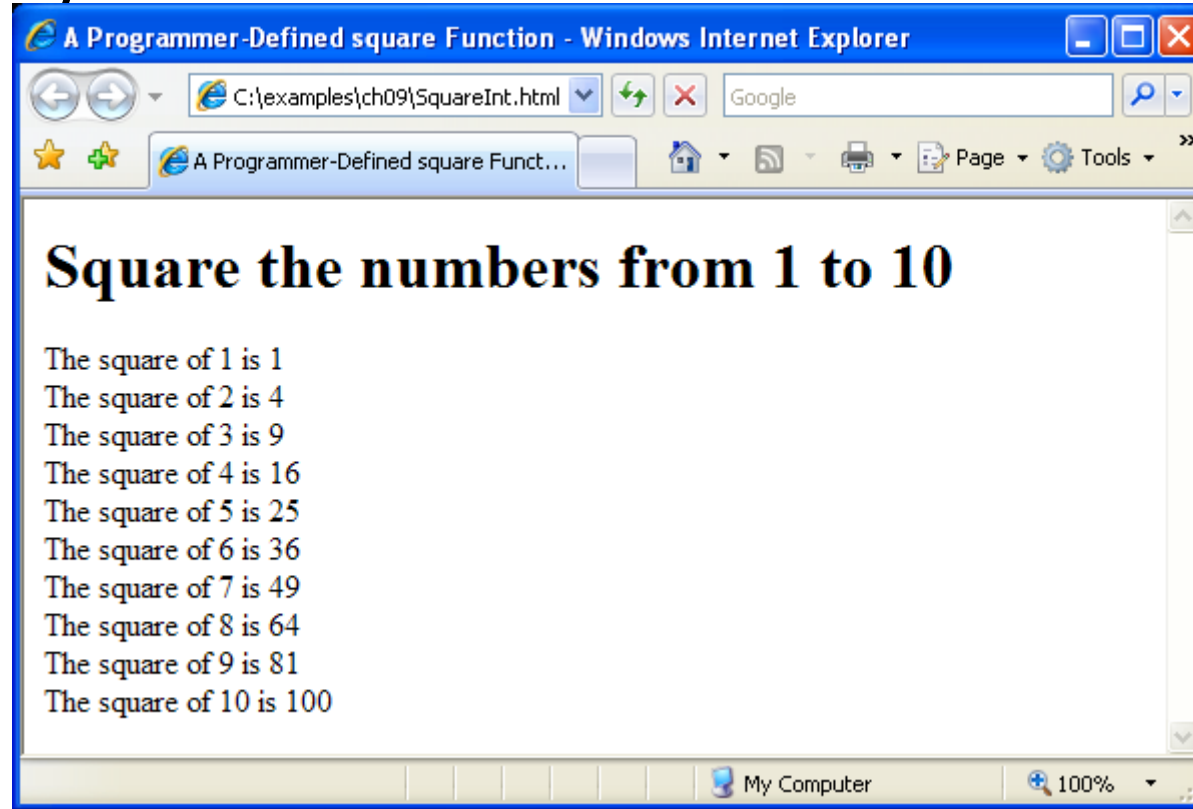 A Programmer-Defined square Function - Windows Internet Explorer
C:\examples\ch09\SquareInt.html
Google
A Programmer-Defined square Funct...
Page
Tools
»
Square the numbers from 1 to 10
The square of 1 is 1
The square of 2 is 4
The square of 3 is 9
The square of 4 is 16
The square of 5 is 25
The square of 6 is 36
The square of 7 is 49
The square of 8 is 64
The square of 9 is 81
The square of 10 is 100
My Computer
100%